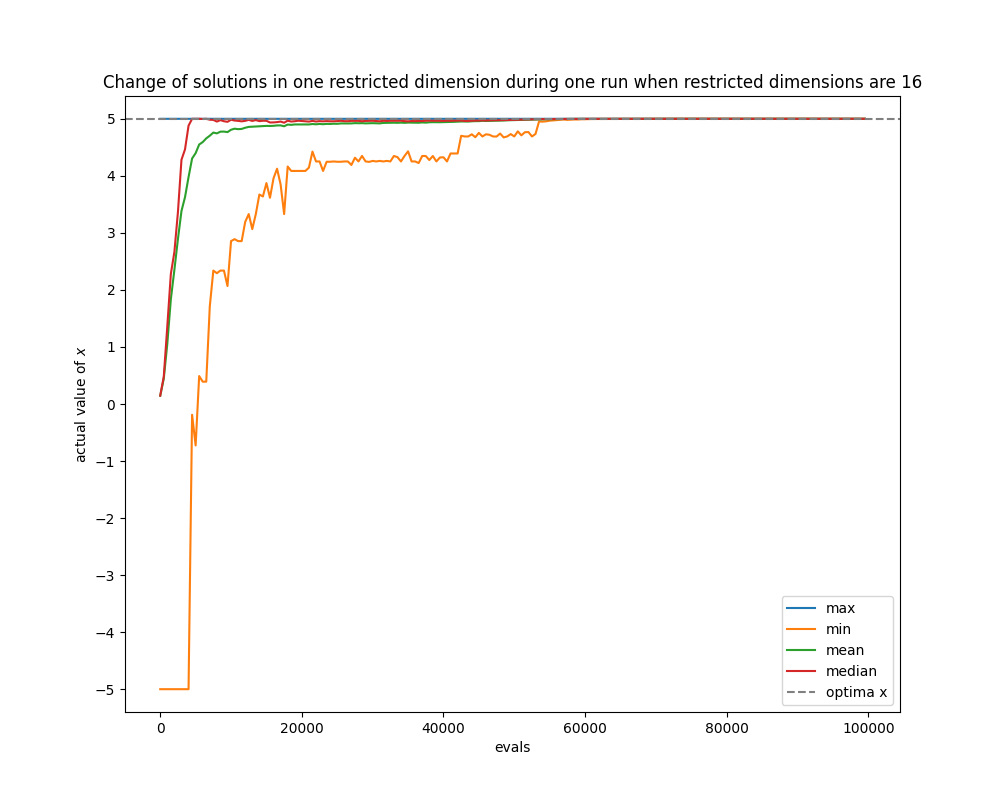 Change of solutions in one restricted dimension during one run when restricted dimensions are 16
actual value of x
5
4
3
2
1
0
−1
−2
−3
−4
−5
max
min
mean
median
optima x
0 20000 40000 60000 80000 100000
evals